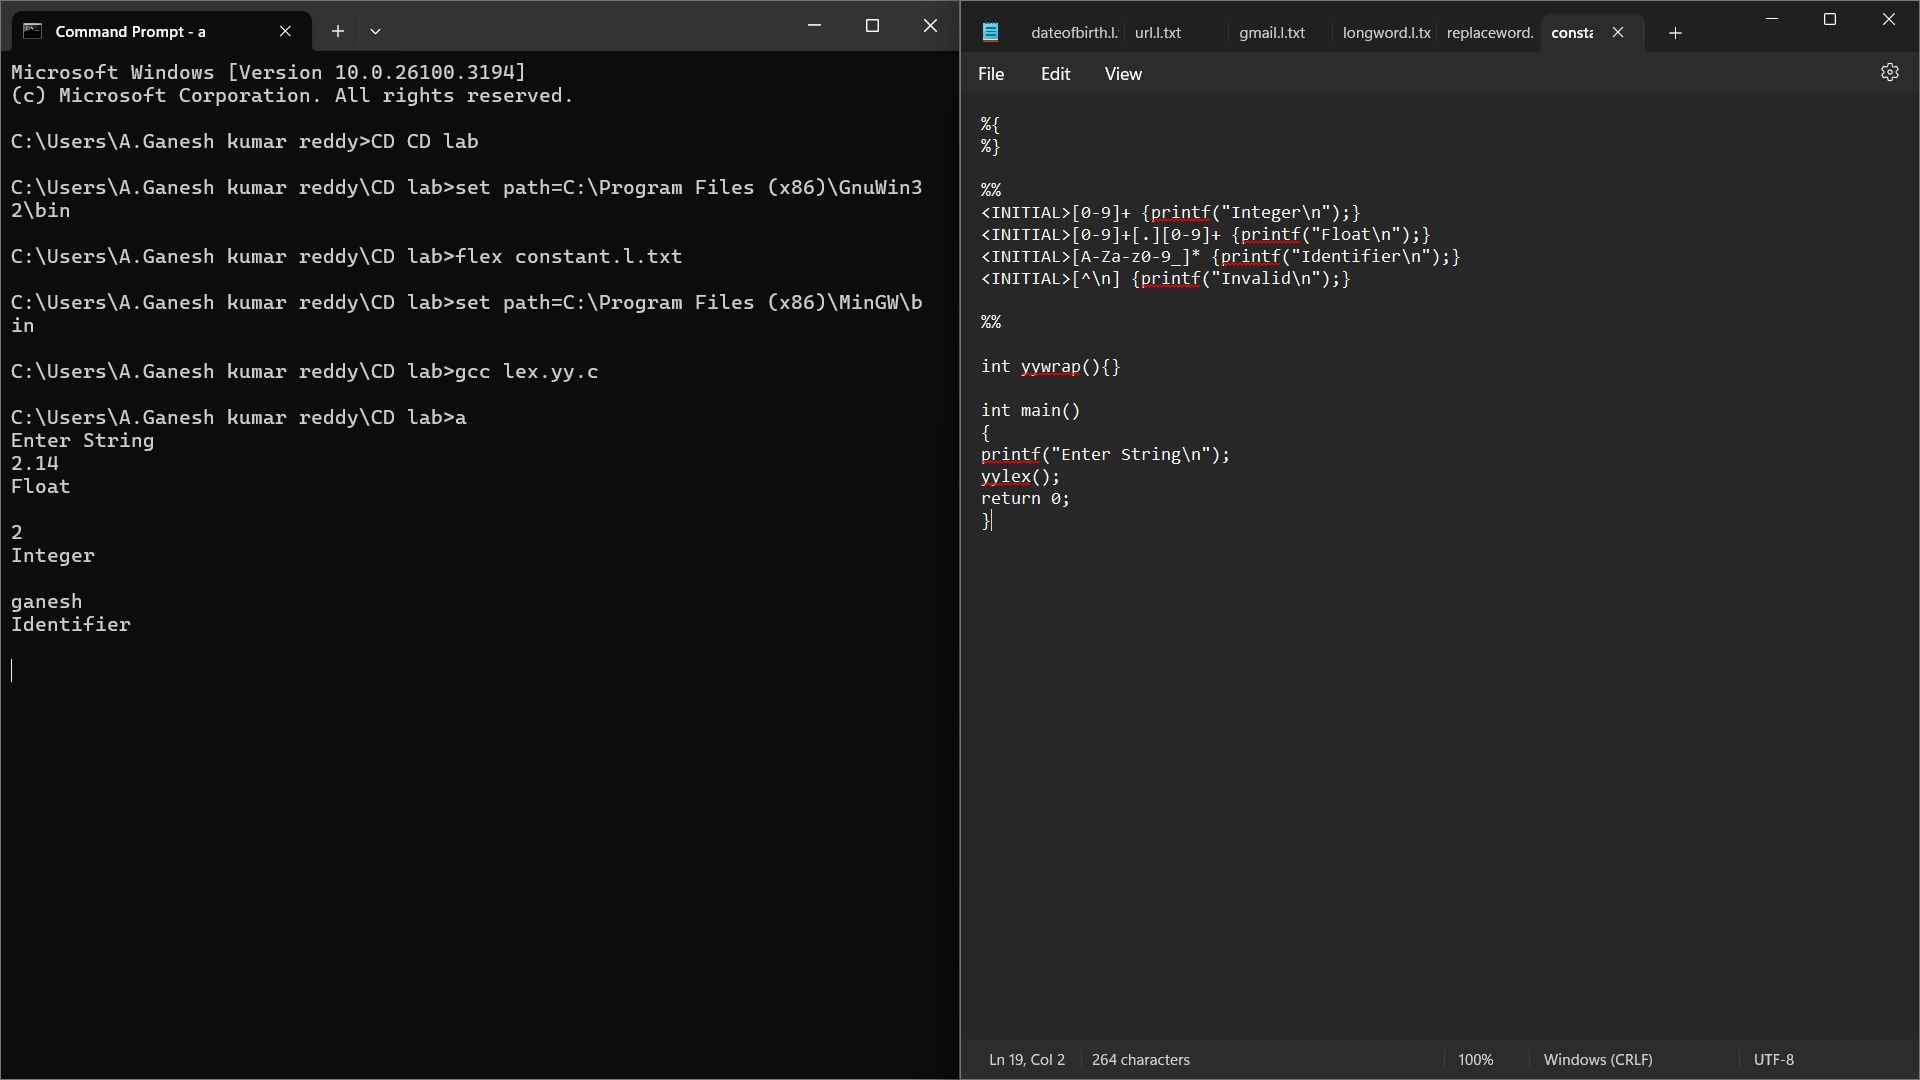 Command Prompt - a
Microsoft Windows [Version 10.0.26100.3194]
(c) Microsoft Corporation. All rights reserved.
C:\Users\A.Ganesh kumar reddy>CD CD lab
C:\Users\A.Ganesh kumar reddy\CD lab>set path=C:\Program Files (x86)\GnuWin3
2\bin
C:\Users\A.Ganesh kumar reddy\CD lab>flex constant.l.txt
C:\Users\A.Ganesh kumar reddy\CD lab>set path=C:\Program Files (x86)\MinGW\b
in
C:\Users\A.Ganesh kumar reddy\CD lab>gcc lex.yy.c
C:\Users\A.Ganesh kumar reddy\CD lab>a
Enter String
2.14
Float
2
Integer
ganesh
Identifier
dateofbirth.l. url.l.txt gmail.l.txt longword.l.tx replaceword. consta
File Edit View
%{
%}
%%
<INITIAL>[0-9]+ {printf("Integer\n");}
<INITIAL>[0-9]+[.][0-9]+ {printf("Float\n");}
<INITIAL>[A-Za-z0-9_]* {printf("Identifier\n");}
<INITIAL>[^\n] {printf("Invalid\n");}
%%
int yywrap(){}
int main()
{
printf("Enter String\n");
yylex();
return 0;
}
Ln 19, Col 2 264 characters 100% Windows (CRLF) UTF-8